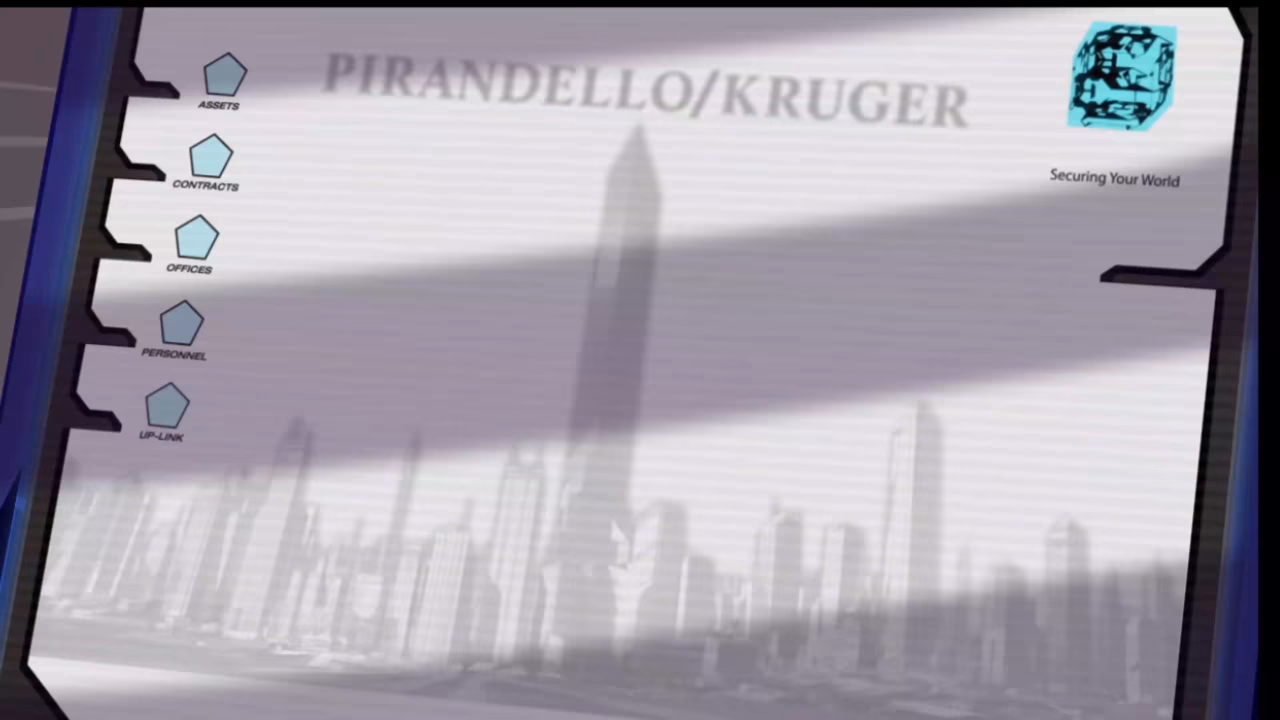 PIRANDELLO/KRUGER
Securing Your World
ASSETS
CONTRACTS
OFFICES
PERSONNEL
UP-LINK